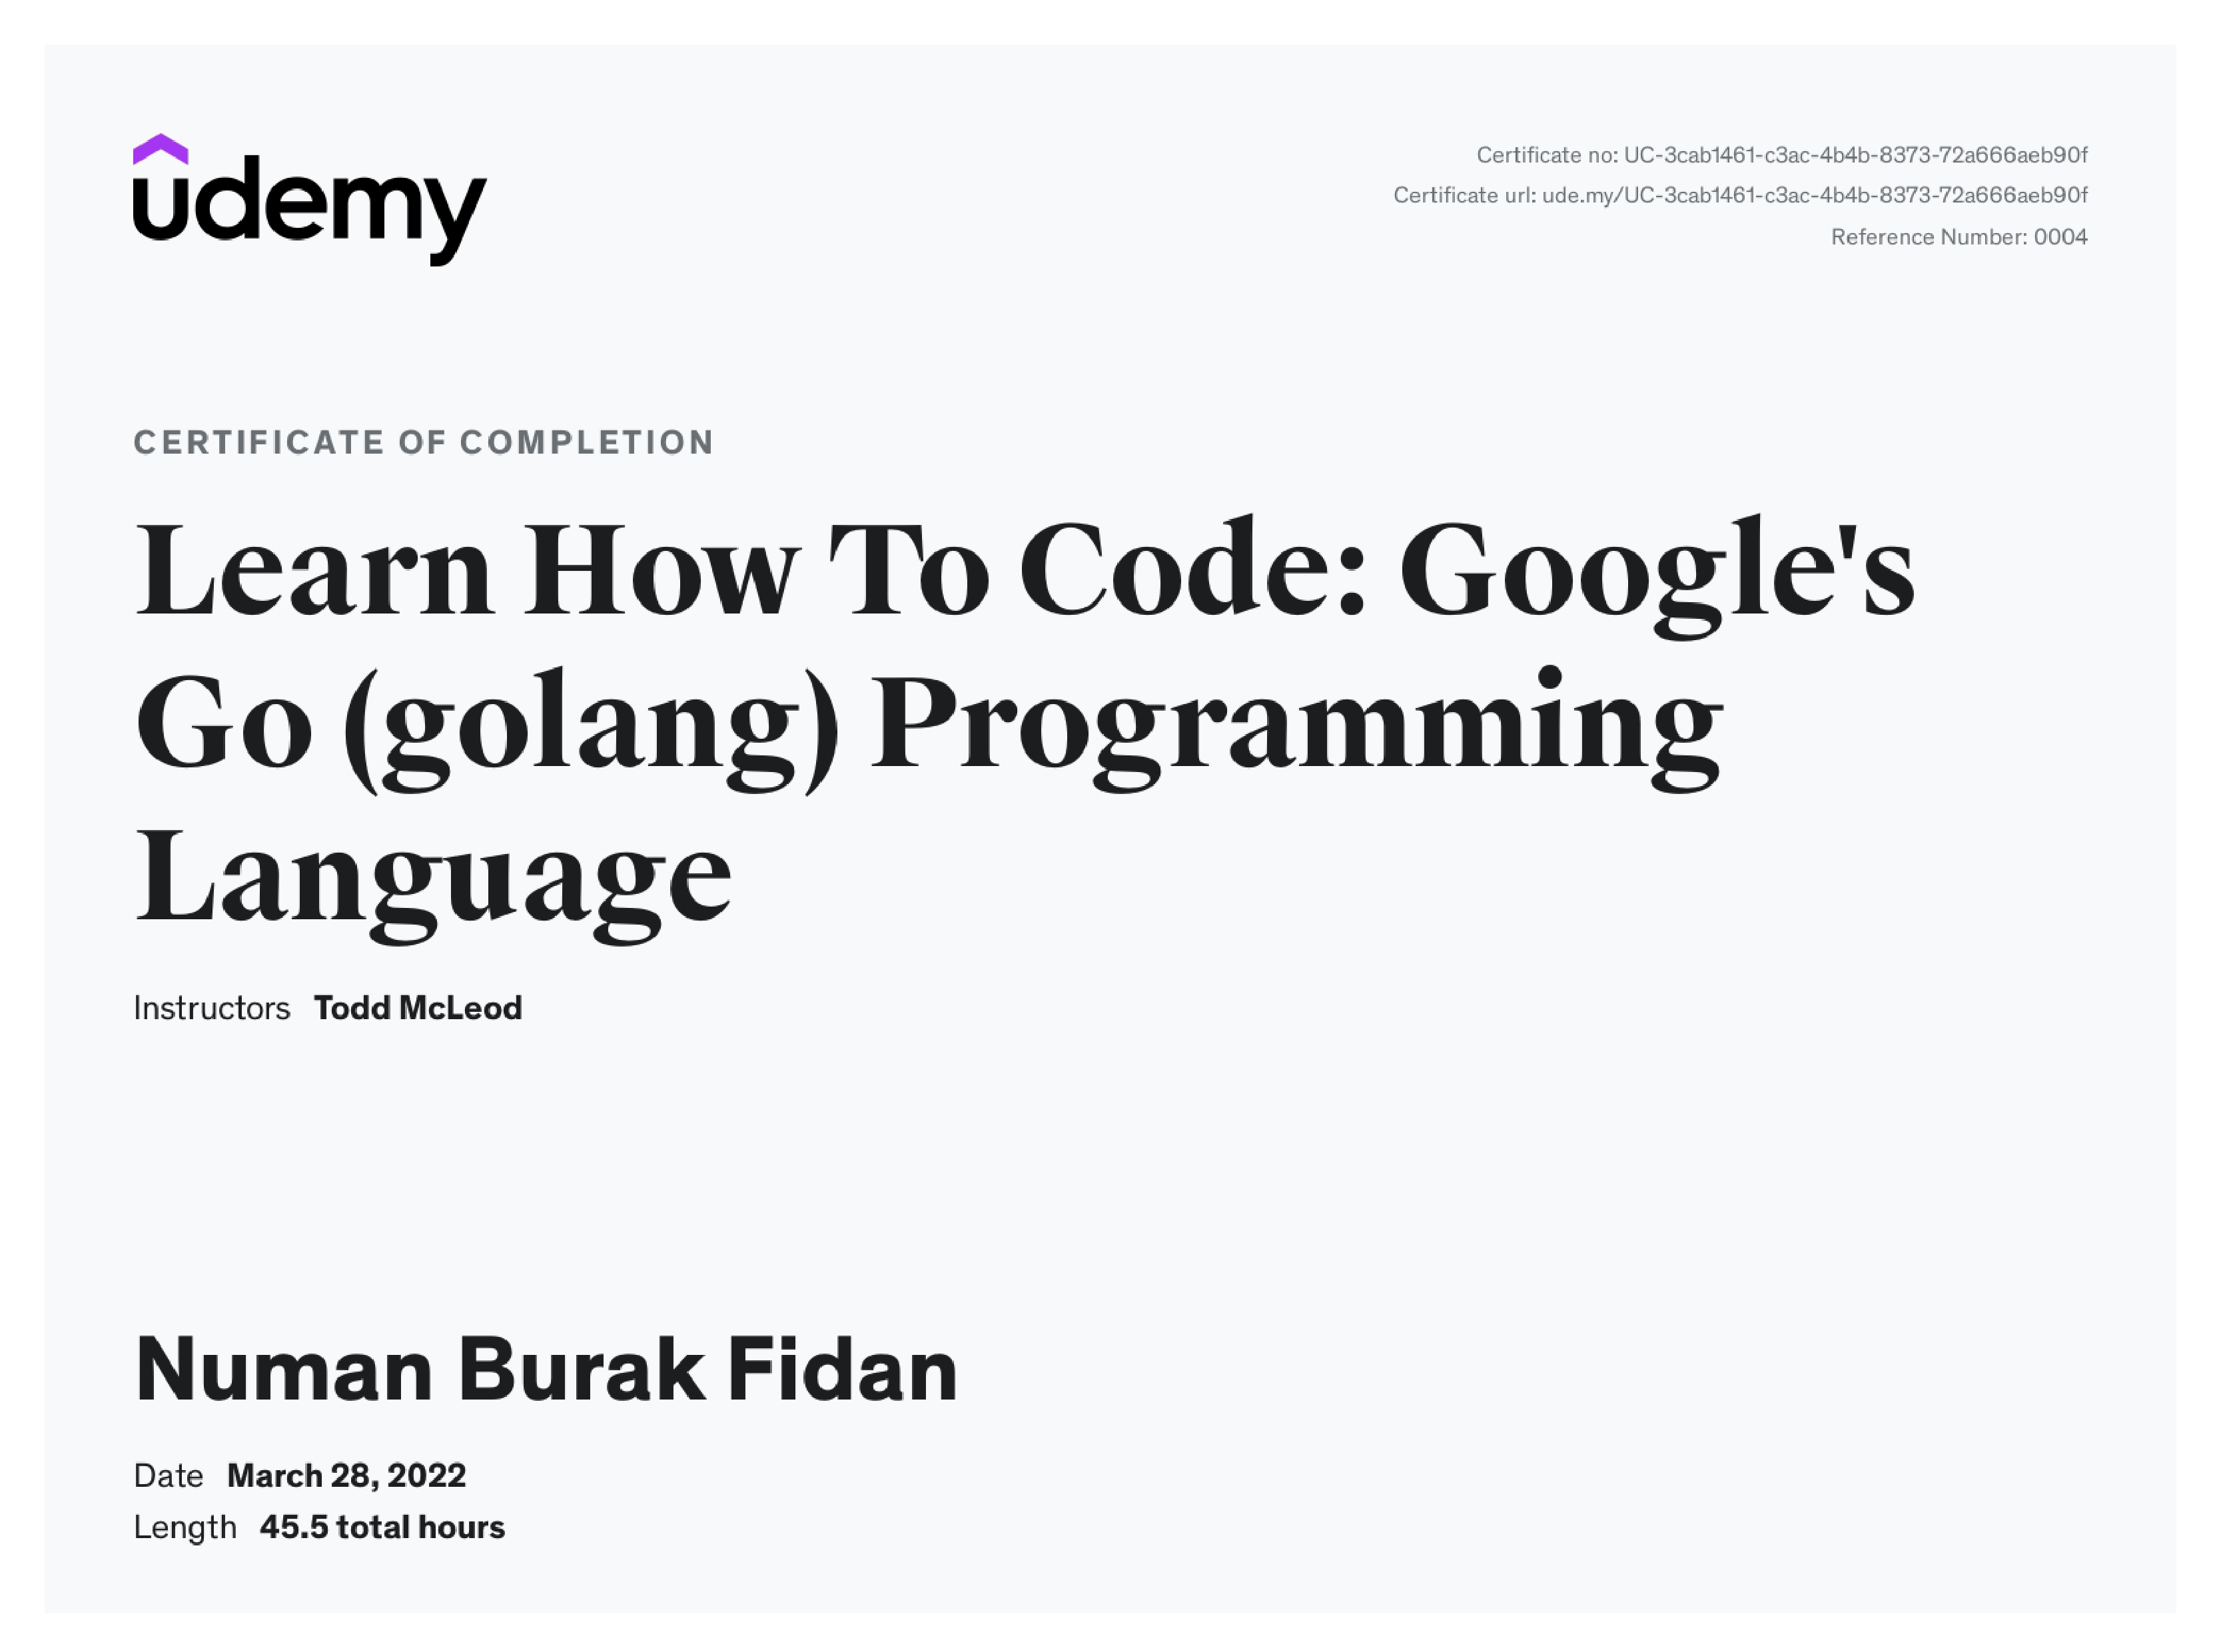 udemy
Certificate no: UC-3cab1461-c3ac-4b4b-8373-72a666aeb90f
Certificate url: ude.my/UC-3cab1461-c3ac-4b4b-8373-72a666aeb90f
Reference Number: 0004
CERTIFICATE OF COMPLETION
Learn How To Code: Google's
Go (golang) Programming
Language
Instructors Todd McLeod
Numan Burak Fidan
Date March 28, 2022
Length 45.5 total hours